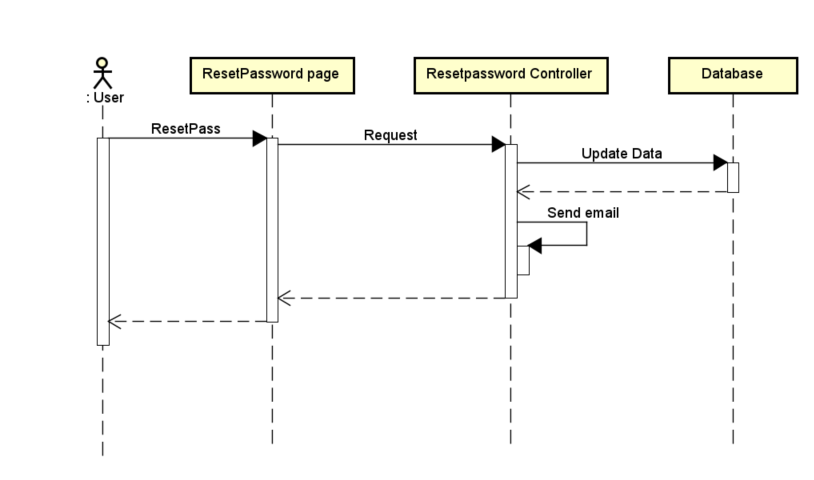 ResetPassword page
Resetpassword Controller
Database
: User
ResetPass
Request
Update Data
Send email